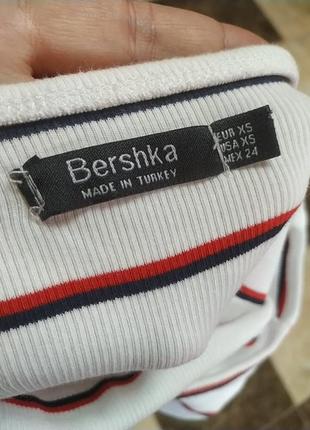 Bershka
MADE IN TURKEY
EUR XS
USA XS
MEX 24